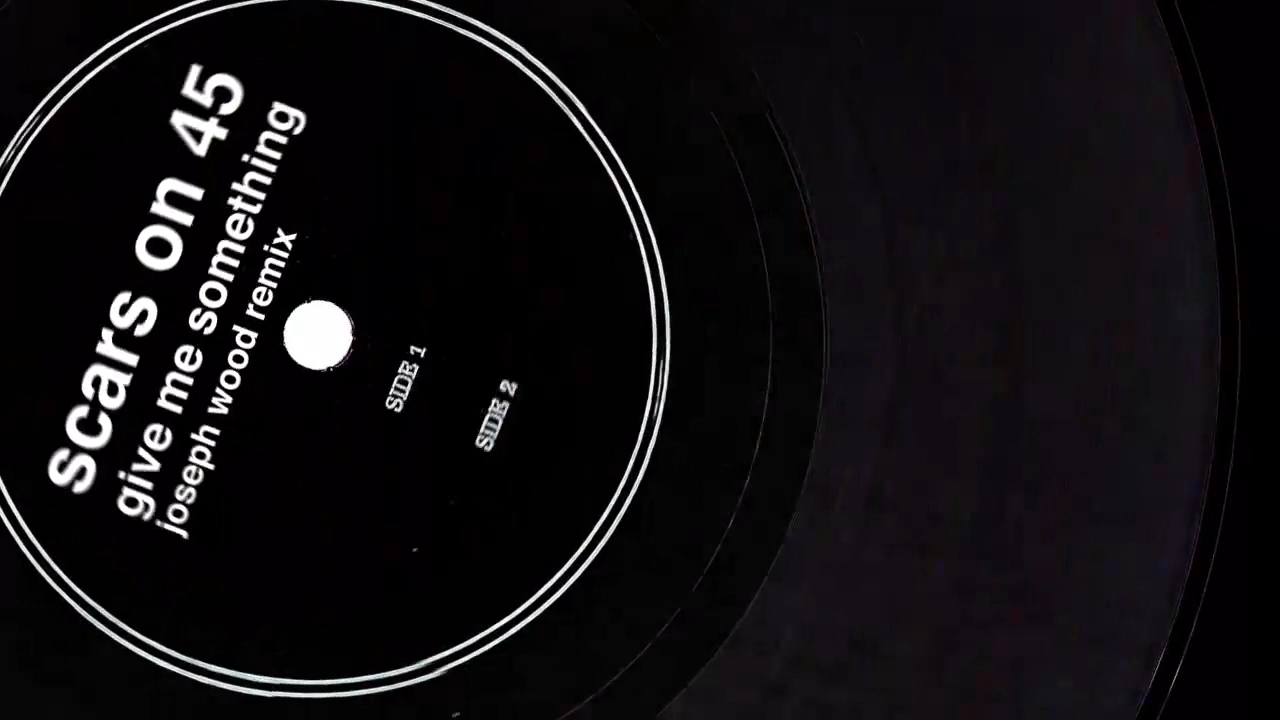 scars on 45
give me something
joseph wood remix
SIDE 1
SIDE 2